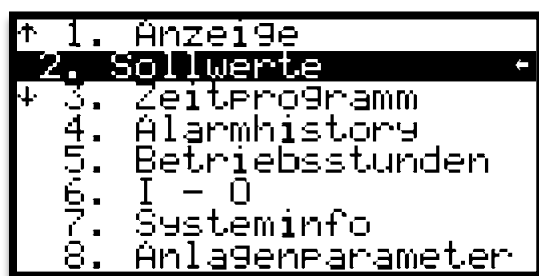 ↑ 1. Anzeige
2. Sollwerte ←
↓ 3. Zeitprogramm
4. Alarmhistory
5. Betriebsstunden
6. I - O
7. Systeminfo
8. Anlagenparameter